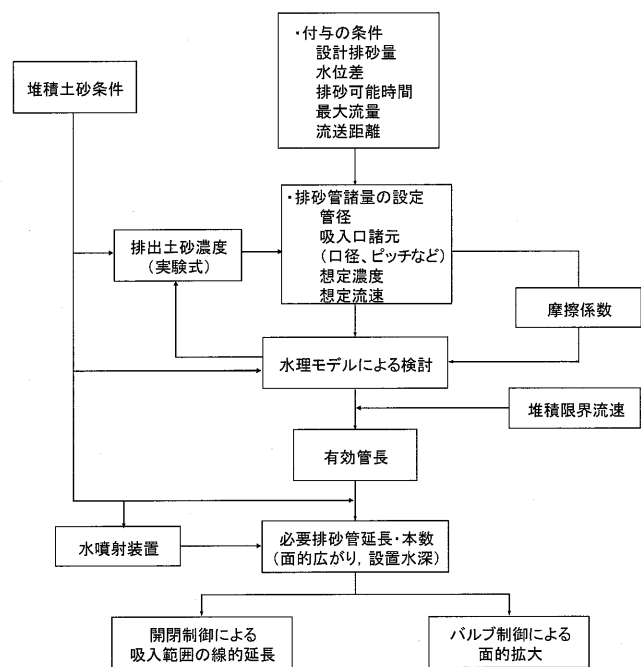 ・付与の条件
設計排砂量
水位差
排砂可能時間
最大流量
流送距離
堆積土砂条件
・排砂管諸量の設定
管径
吸入口諸元
(口径、ピッチなど)
想定濃度
想定流速
排出土砂濃度
(実験式)
摩擦係数
水理モデルによる検討
堆積限界流速
有効管長
水噴射装置
必要排砂管延長・本数
(面的広がり, 設置水深)
開閉制御による
吸入範囲の線的延長
バルブ制御による
面的拡大